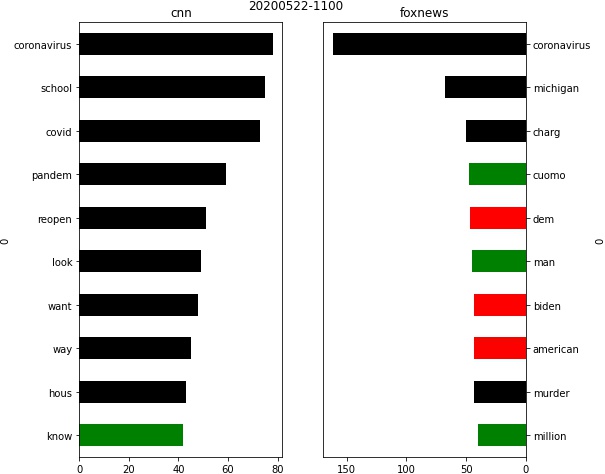 20200522-1100
cnn
foxnews
coronavirus
school
covid
pandem
reopen
look
want
way
hous
know
0
0 20 40 60 80
coronavirus
michigan
charg
cuomo
dem
man
biden
american
murder
million
0
150 100 50 0